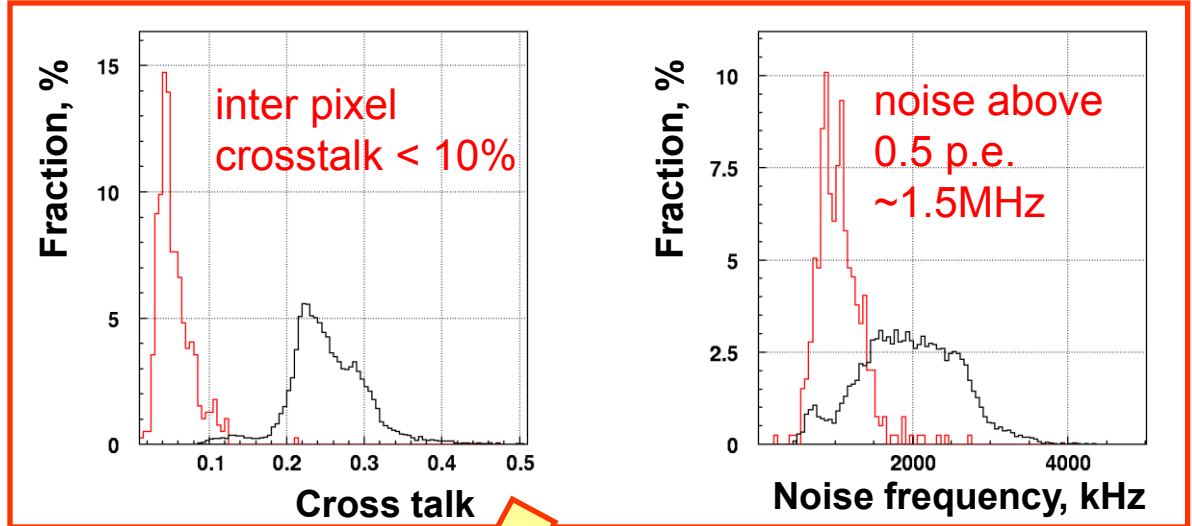 Fraction, %
15
10
5
0
inter pixel
crosstalk < 10%
0.1 0.2 0.3 0.4 0.5
Cross talk
Fraction, %
10
7.5
5
2.5
0
noise above
0.5 p.e.
~1.5MHz
2000 4000
Noise frequency, kHz